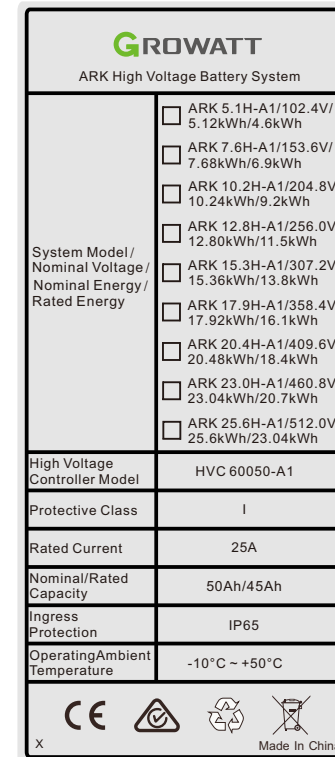 GROWATT
ARK High Voltage Battery System
System Model /
Nominal Voltage /
Nominal Energy /
Rated Energy
ARK 5.1H-A1/102.4V/
5.12kWh/4.6kWh
ARK 7.6H-A1/153.6V/
7.68kWh/6.9kWh
ARK 10.2H-A1/204.8V
10.24kWh/9.2kWh
ARK 12.8H-A1/256.0V
12.80kWh/11.5kWh
ARK 15.3H-A1/307.2V
15.36kWh/13.8kWh
ARK 17.9H-A1/358.4V
17.92kWh/16.1kWh
ARK 20.4H-A1/409.6V
20.48kWh/18.4kWh
ARK 23.0H-A1/460.8V
23.04kWh/20.7kWh
ARK 25.6H-A1/512.0V
25.6kWh/23.04kWh
High Voltage
Controller Model
HVC 60050-A1
Protective Class
I
Rated Current
25A
Nominal/Rated
Capacity
50Ah/45Ah
Ingress
Protection
IP65
OperatingAmbient
Temperature
-10°C ~ +50°C
CE
X
Made In China